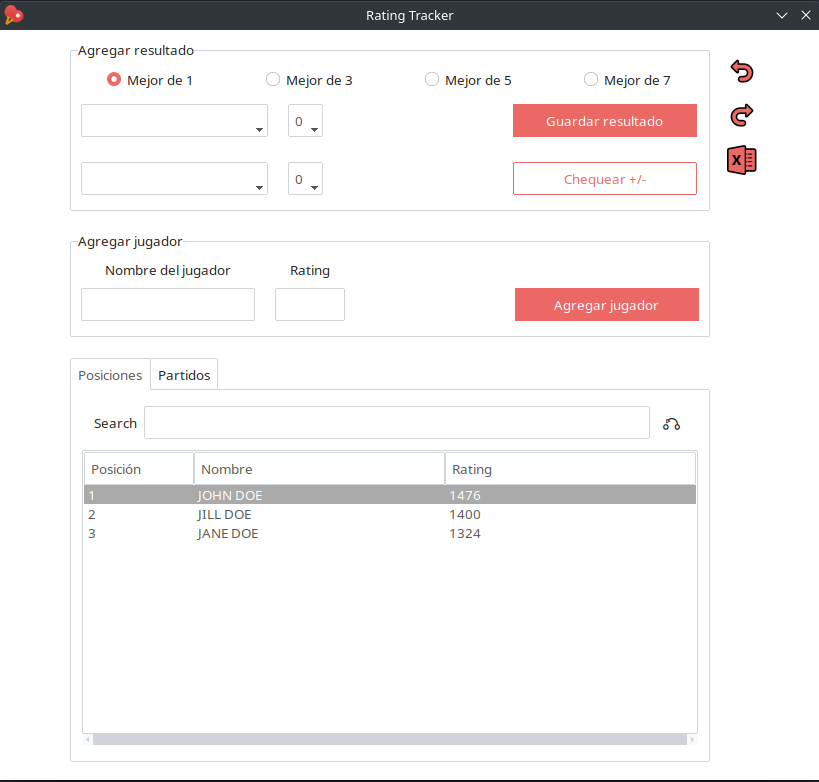 Rating Tracker
Agregar resultado
Mejor de 1 Mejor de 3 Mejor de 5 Mejor de 7
0 Guardar resultado
0 Chequear +/-
X
Agregar jugador
Nombre del jugador Rating
Agregar jugador
Posiciones Partidos
Search
Posición Nombre Rating
1 JOHN DOE 1476
2 JILL DOE 1400
3 JANE DOE 1324